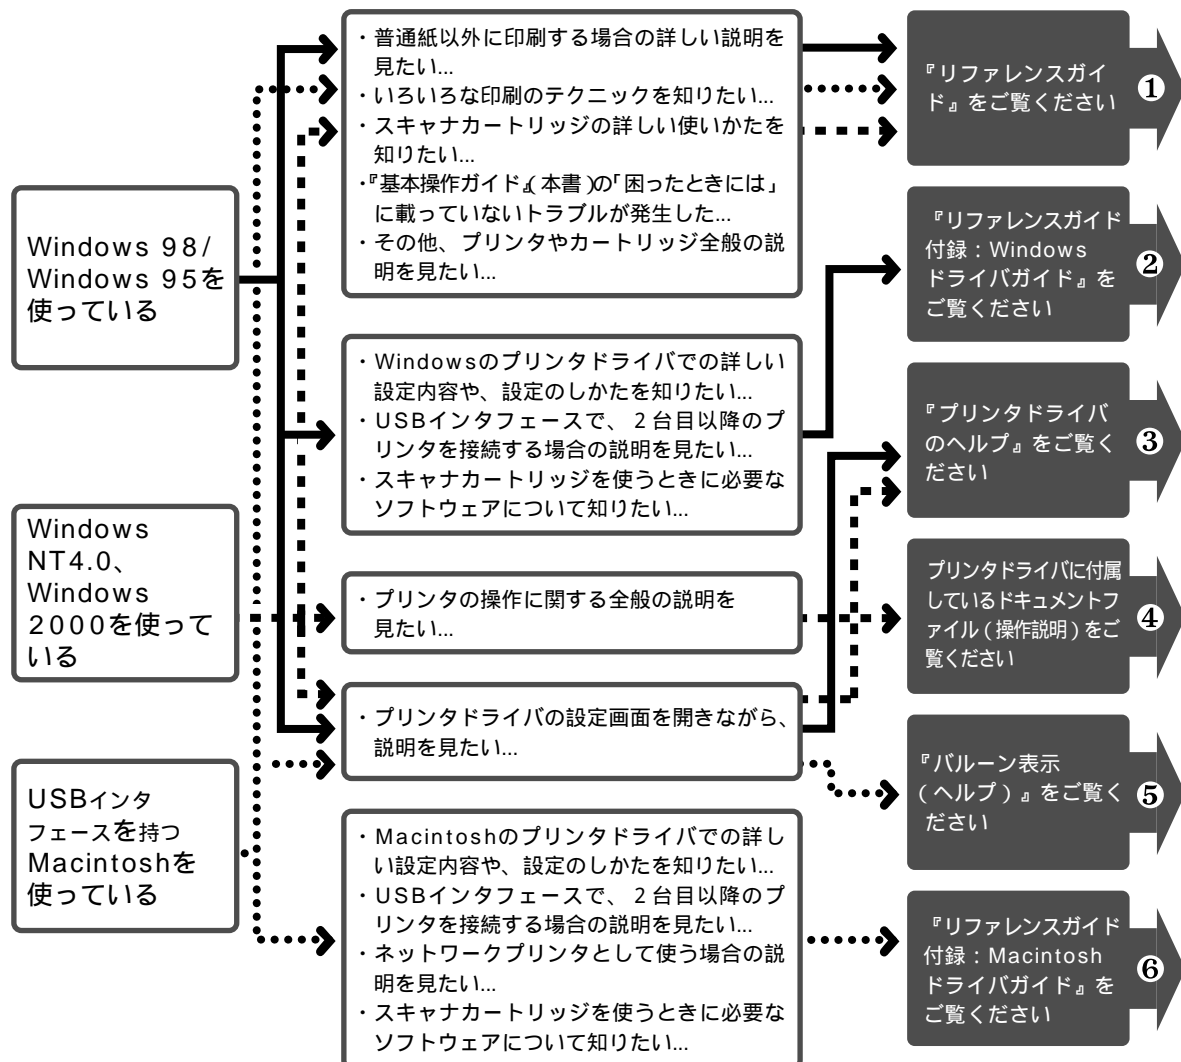 Windows 98/
Windows 95を
使っている
Windows
NT4.0、
Windows
2000を使って
いる
USBインタ
フェースを持つ
Macintoshを
使っている
・普通紙以外に印刷する場合の詳しい説明を
見たい...
・いろいろな印刷のテクニックを知りたい...
・スキャナカートリッジの詳しい使いかたを
知りたい...
・『基本操作ガイド』(本書)の「困ったときには」
に載っていないトラブルが発生した...
・その他、プリンタやカートリッジ全般の説
明を見たい...
・Windowsのプリンタドライバでの詳しい
設定内容や、設定のしかたを知りたい...
・USBインタフェースで、2台目以降のプ
リンタを接続する場合の説明を見たい...
・スキャナカートリッジを使うときに必要な
ソフトウェアについて知りたい...
・プリンタの操作に関する全般の説明を
見たい...
・プリンタドライバの設定画面を開きながら、
説明を見たい...
・Macintoshのプリンタドライバでの詳し
い設定内容や、設定のしかたを知りたい...
・USBインタフェースで、2台目以降のプ
リンタを接続する場合の説明を見たい...
・ネットワークプリンタとして使う場合の説
明を見たい...
・スキャナカートリッジを使うときに必要な
ソフトウェアについて知りたい...
『リファレンスガイ
ド』をご覧ください
❶
『リファレンスガイド
付録:Windows
ドライバガイド』を
ご覧ください
❷
『プリンタドライバ
のヘルプ』をご覧く
ださい
❸
プリンタドライバに付属
しているドキュメントフ
ァイル(操作説明)をご
覧ください
❹
『バルーン表示
(ヘルプ)』をご覧く
ださい
❺
『リファレンスガイド
付録:Macintosh
ドライバガイド』を
ご覧ください
❻